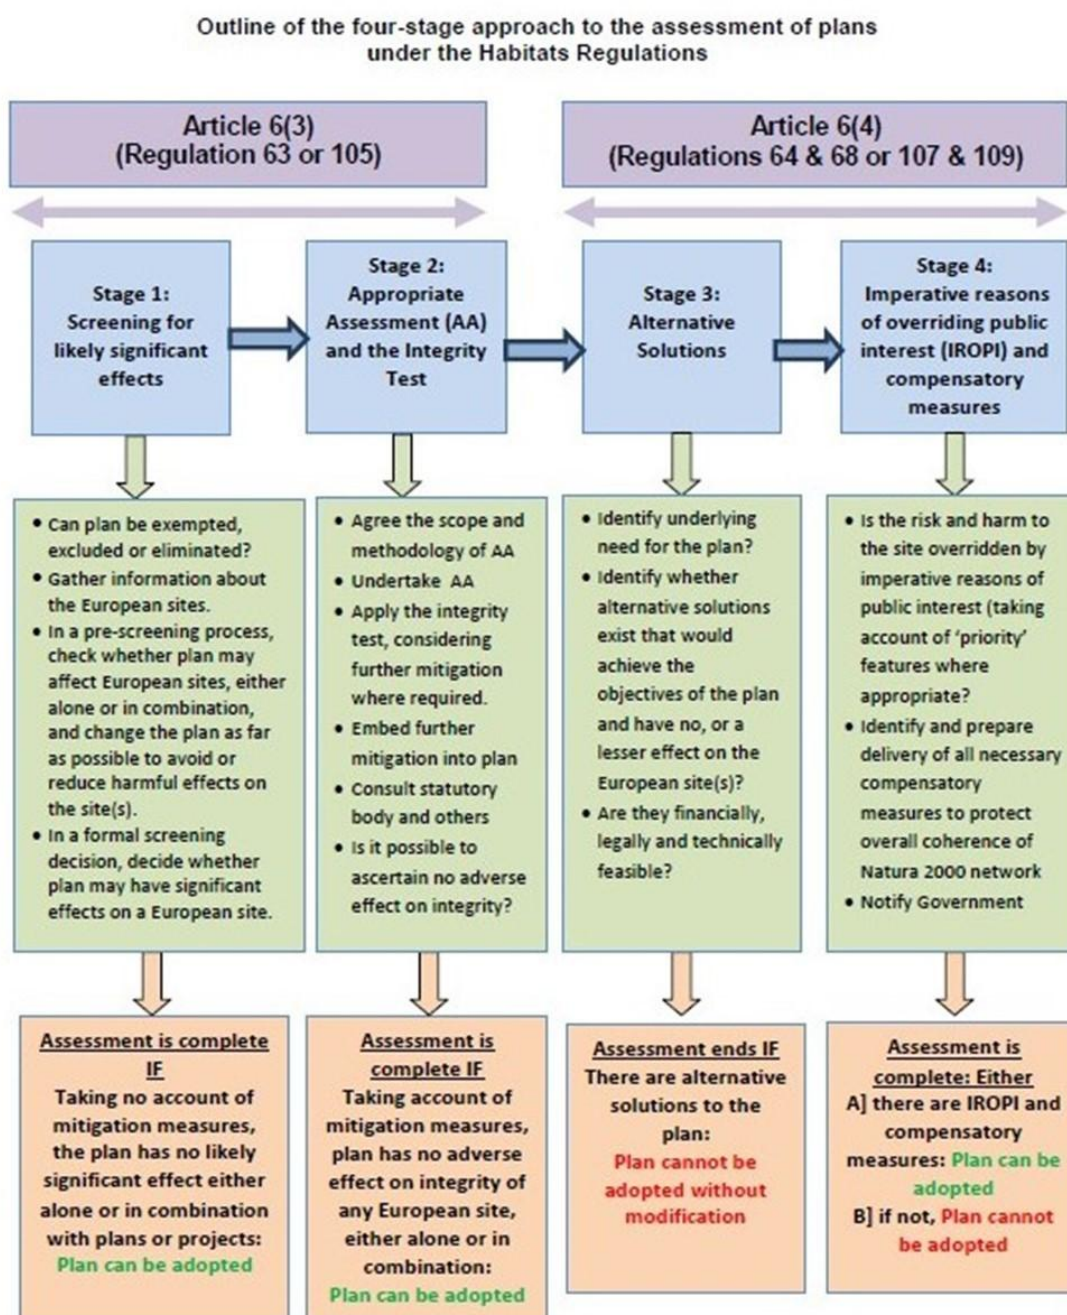 Outline of the four-stage approach to the assessment of plans
under the Habitats Regulations
Article 6(3)
(Regulation 63 or 105)
Article 6(4)
(Regulations 64 & 68 or 107 & 109)
Stage 1:
Screening for
likely significant
effects
Stage 2:
Appropriate
Assessment (AA)
and the Integrity
Test
Stage 3:
Alternative
Solutions
Stage 4:
Imperative reasons
of overriding public
interest (IROPI) and
compensatory
measures
• Can plan be exempted,
excluded or eliminated?
• Gather information about
the European sites.
• In a pre-screening process,
check whether plan may
affect European sites, either
alone or in combination,
and change the plan as far
as possible to avoid or
reduce harmful effects on
the site(s).
• In a formal screening
decision, decide whether
plan may have significant
effects on a European site.
• Agree the scope and
methodology of AA
• Undertake AA
• Apply the integrity
test, considering
further mitigation
where required.
• Embed further
mitigation into plan
• Consult statutory
body and others
• Is it possible to
ascertain no adverse
effect on integrity?
• Identify underlying
need for the plan?
• Identify whether
alternative solutions
exist that would
achieve the
objectives of the plan
and have no, or a
lesser effect on the
European site(s)?
• Are they financially,
legally and technically
feasible?
• Is the risk and harm to
the site overridden by
imperative reasons of
public interest (taking
account of ‘priority’
features where
appropriate?
• Identify and prepare
delivery of all necessary
compensatory
measures to protect
overall coherence of
Natura 2000 network
• Notify Government
Assessment is complete
IF
Taking no account of
mitigation measures,
the plan has no likely
significant effect either
alone or in combination
with plans or projects:
Plan can be adopted
Assessment is
complete IF
Taking account of
mitigation measures,
plan has no adverse
effect on integrity of
any European site,
either alone or in
combination:
Plan can be adopted
Assessment ends IF
There are alternative
solutions to the
plan:
Plan cannot be
adopted without
modification
Assessment is
complete: Either
A] there are IROPI and
compensatory
measures: Plan can be
adopted
B] if not, Plan cannot
be adopted